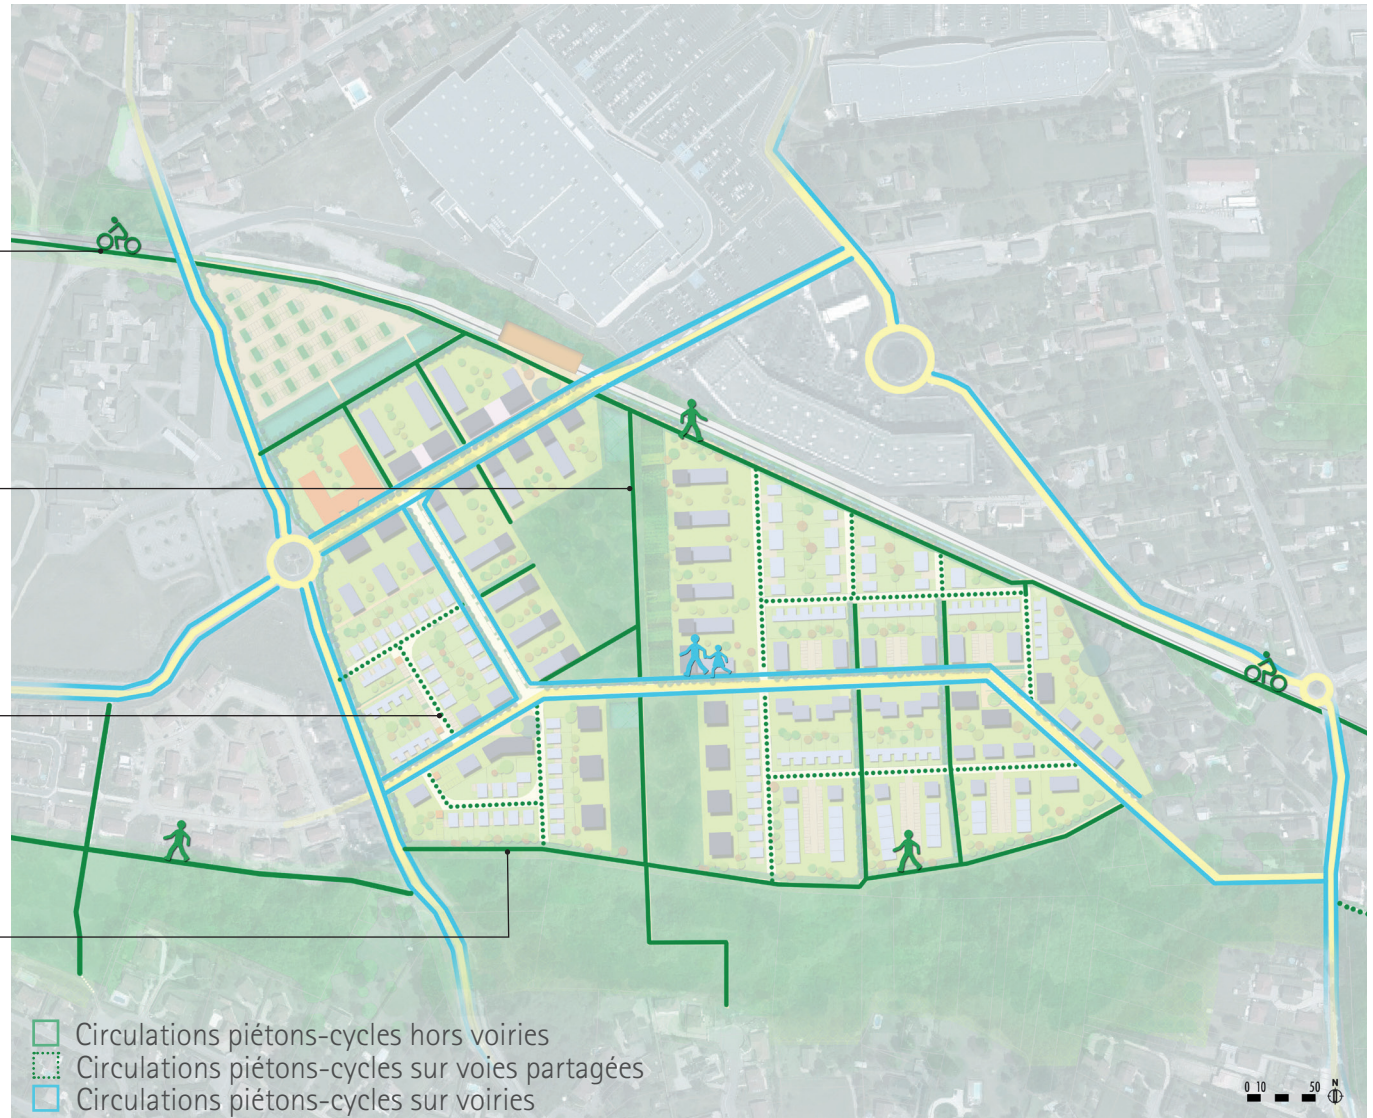 Circulations piétons-cycles hors voiries
Circulations piétons-cycles sur voies partagées
Circulations piétons-cycles sur voiries
0 10 50 N